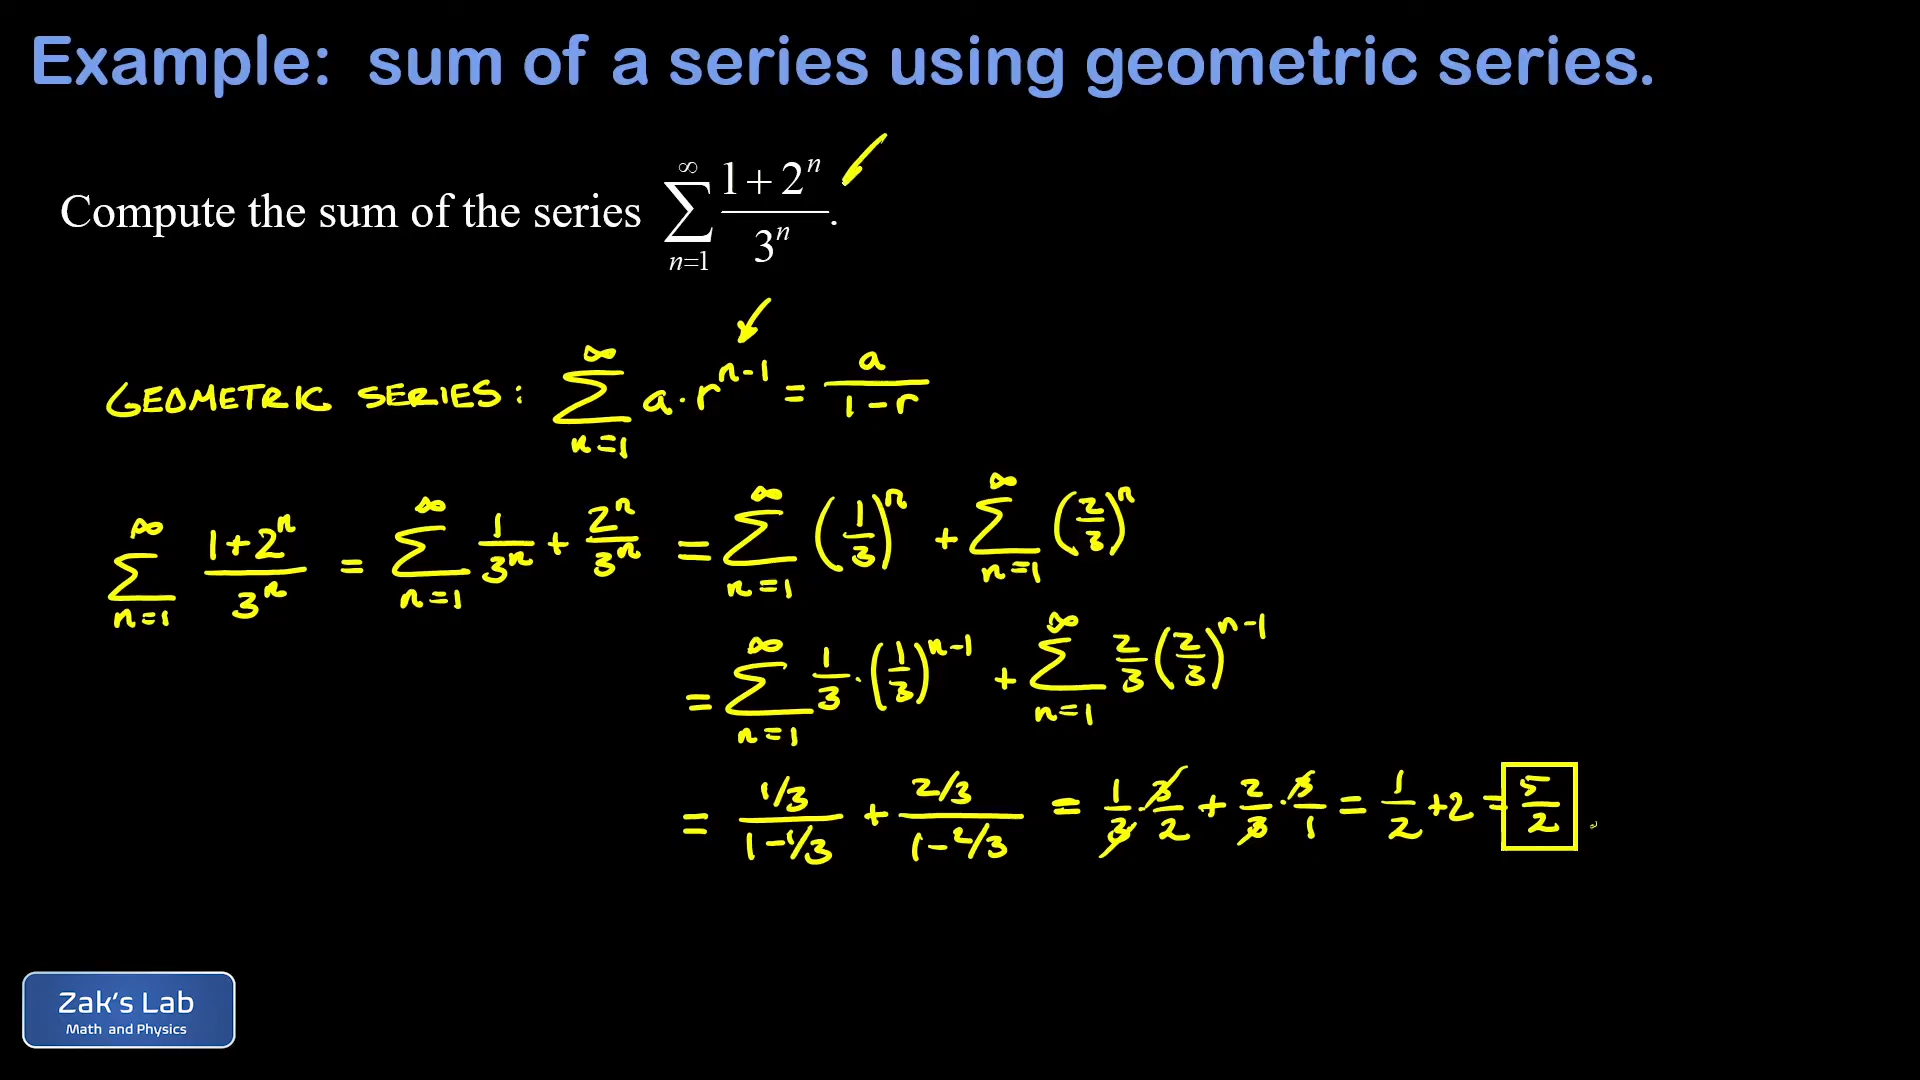 Example: sum of a series using geometric series.
Compute the sum of the series ∑_{n=1}^{∞} (1+2^n)/3^n.
GEOMETRIC SERIES: ∑_{n=1}^{∞} a·r^{n-1} = a/(1-r)
∑_{n=1}^{∞} (1+2^n)/3^n = ∑_{n=1}^{∞} 1/3^n + 2^n/3^n = ∑_{n=1}^{∞} (1/3)^n + ∑_{n=1}^{∞} (2/3)^n
= ∑_{n=1}^{∞} 1/3·(1/3)^{n-1} + ∑_{n=1}^{∞} 2/3(2/3)^{n-1}
= (1/3)/(1-1/3) + (2/3)/(1-2/3) = 1/3·3/2 + 2/3·3/1 = 1/2 + 2 = 5/2
Zak's Lab
Math and Physics